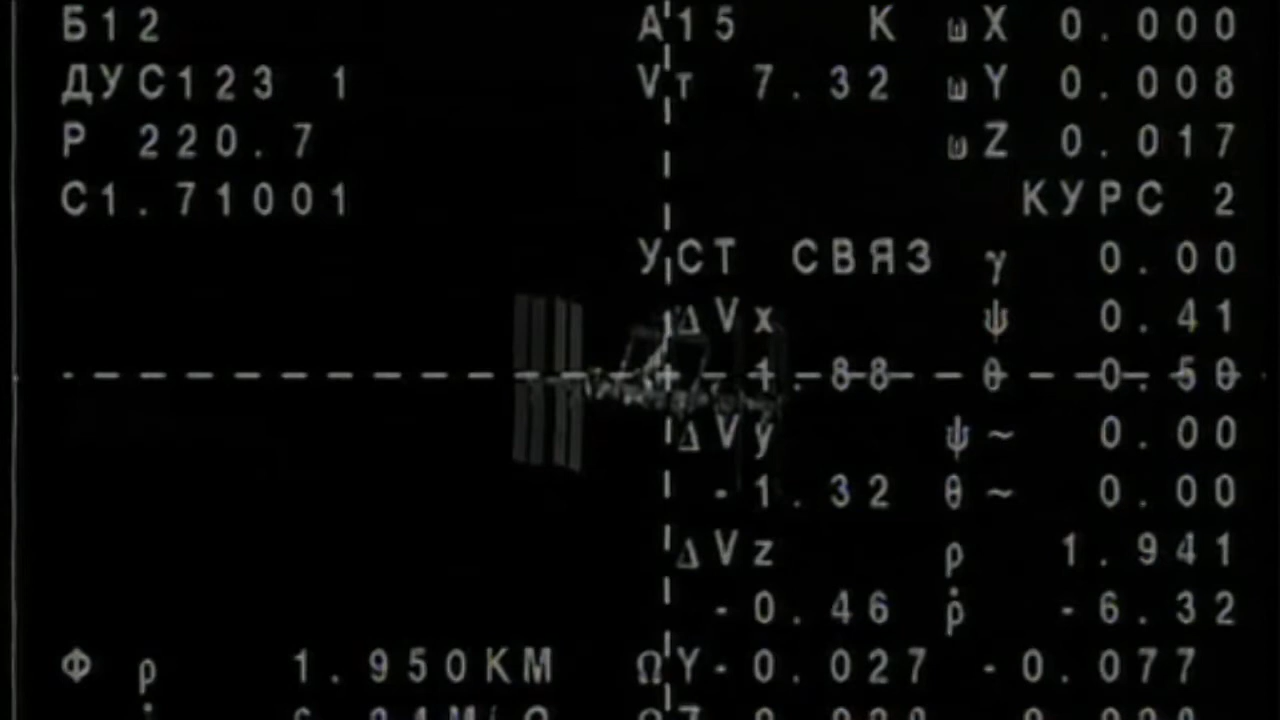 Б12 А15 К ωX 0.000
ДУС123 1 Vт 7.32 ωY 0.008
Р 220.7 ωZ 0.017
С1.71001 КУРС 2
УСТ СВЯЗ γ 0.00
ΔVx ψ 0.41
1.88 θ 0.50
ΔVy ψ~ 0.00
-1.32 θ~ 0.00
ΔVz ρ 1.941
-0.46 ρ̇ -6.32
Ф ρ 1.950КМ ΩY-0.027 -0.077